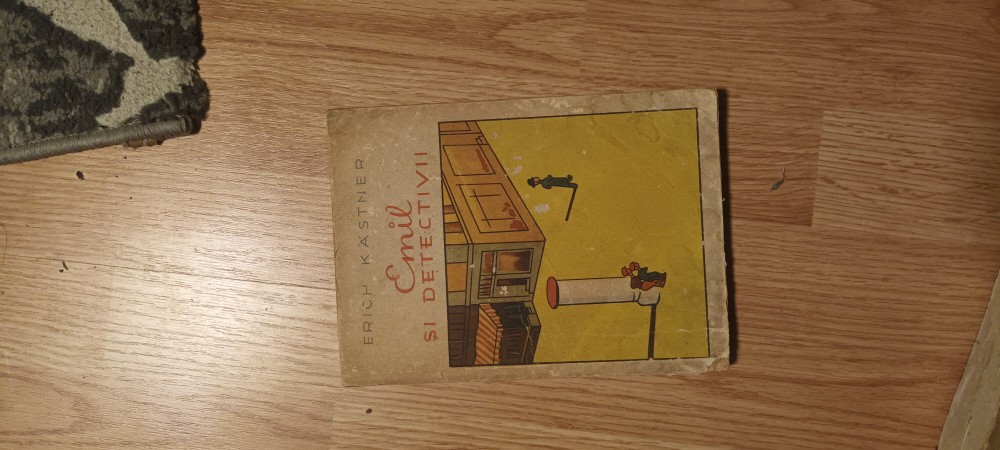 ERICH KÄSTNER
Emil
ŞI DETECTIVII